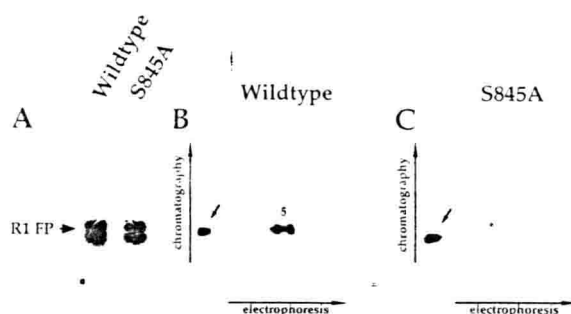 Wildtype
S845A
A
R1 FP
B
Wildtype
chromatography
5
electrophoresis
C
S845A
chromatography
electrophoresis